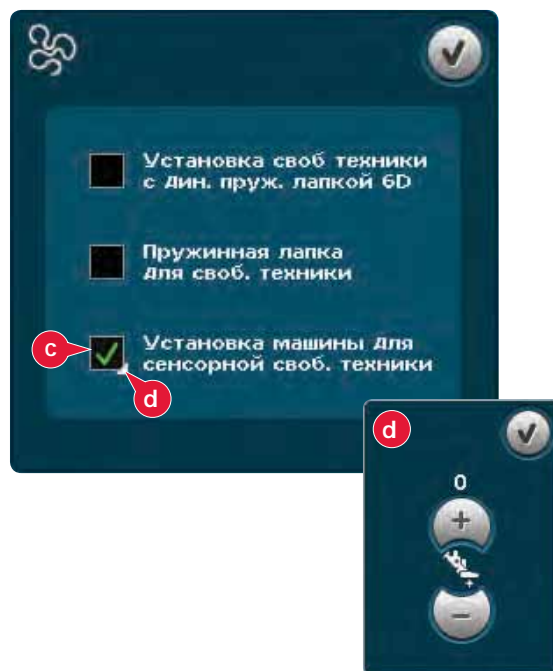 Установка своб техники
с дин. пруж. лапкой 6D
Пружинная лапка
для своб. техники
c
Установка машины для
сенсорной своб. техники
d
d
0
+
−